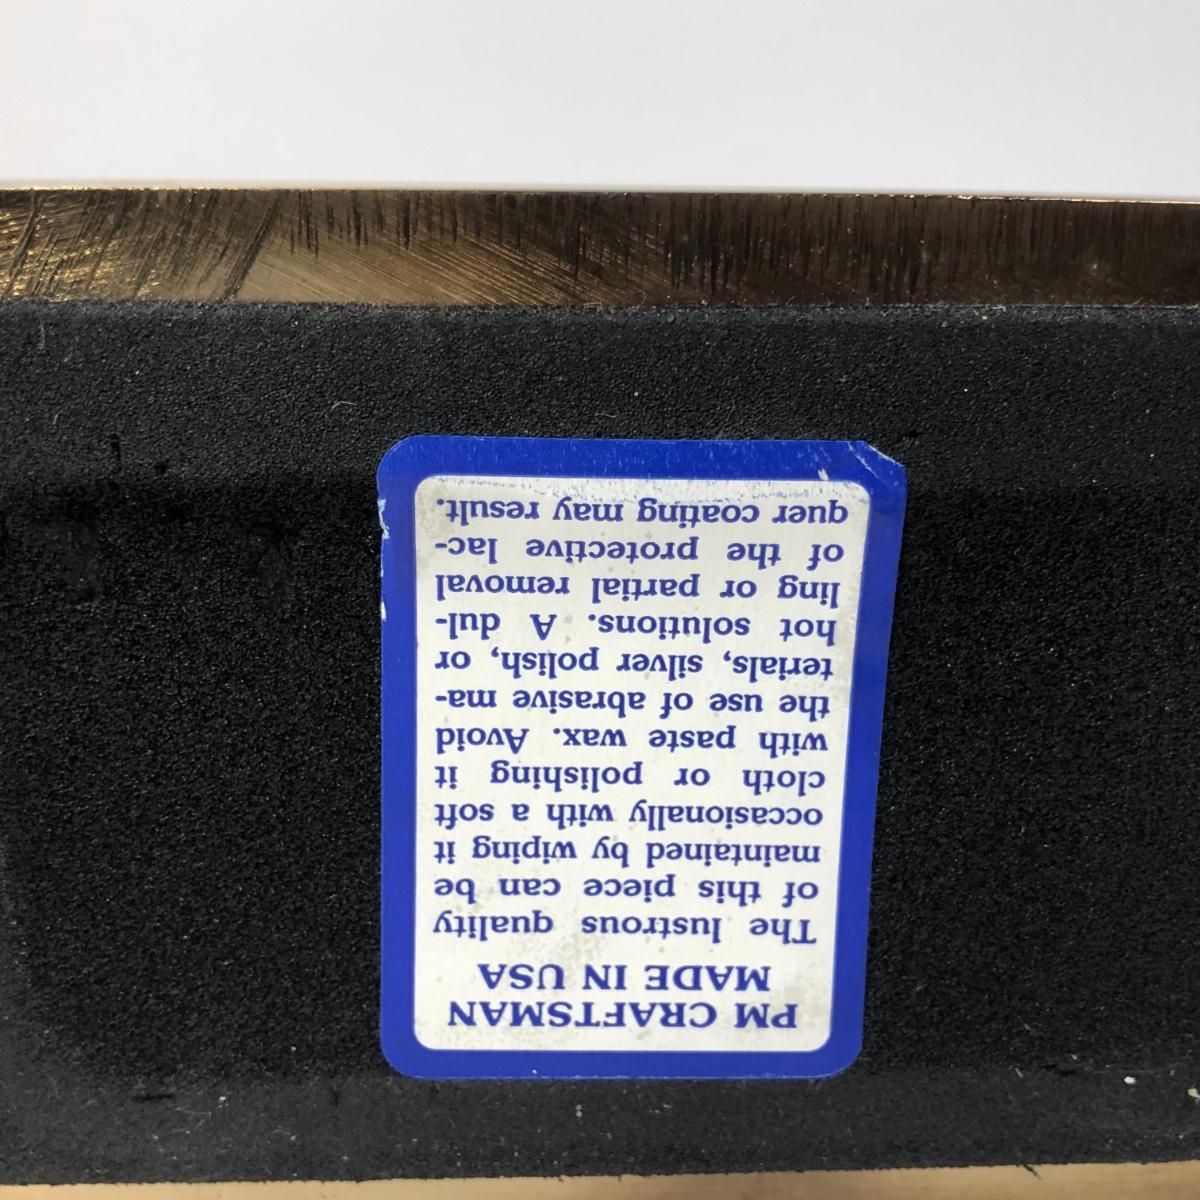 PM CRAFTSMAN
MADE IN USA
The lustrous quality
of this piece can be
maintained by wiping it
occasionally with a soft
cloth or polishing it
with paste wax. Avoid
the use of abrasive ma-
terials, silver polish, or
hot solutions. A dul-
ling or partial removal
of the protective lac-
quer coating may result.